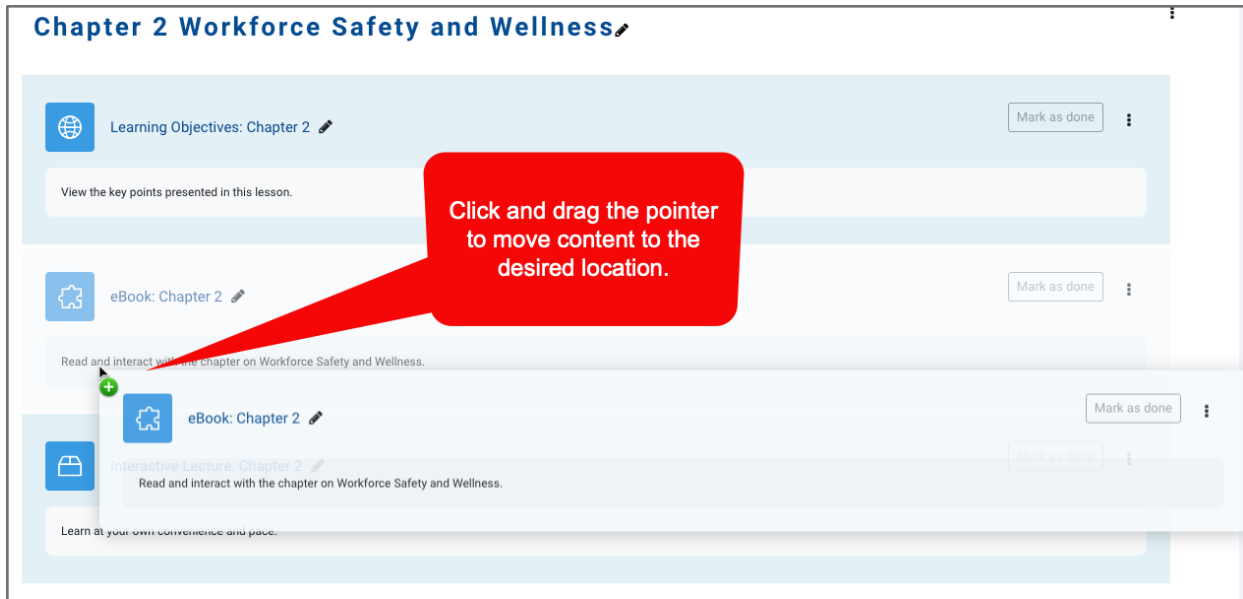 Chapter 2 Workforce Safety and Wellness
Learning Objectives: Chapter 2
Mark as done
View the key points presented in this lesson.
Click and drag the pointer
to move content to the
desired location.
eBook: Chapter 2
Mark as done
Read and interact with the chapter on Workforce Safety and Wellness.
eBook: Chapter 2
Mark as done
Interactive Lecture: Chapter 2
Mark as done
Read and interact with the chapter on Workforce Safety and Wellness.
Learn at your own convenience and pace.